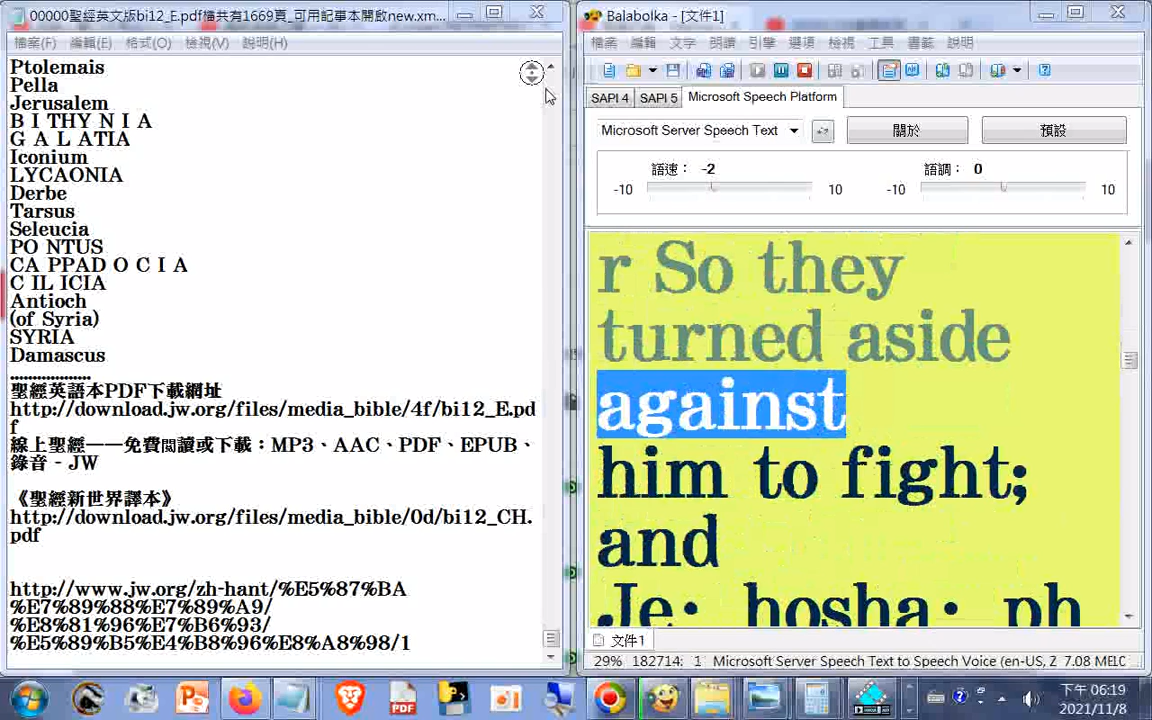 00000聖經英文版bi12_E.pdf檔共有1669頁_可用記事本開啟new.xm...
檔案(F) 編輯(E) 格式(O) 檢視(V) 說明(H)
Ptolemais
Pella
Jerusalem
B I THY N I A
G A L ATIA
Iconium
LYCAONIA
Derbe
Tarsus
Seleucia
PO NTUS
CA PPAD O C I A
C IL ICIA
Antioch
(of Syria)
SYRIA
Damascus
..................
聖經英語本PDF下載網址
http://download.jw.org/files/media_bible/4f/bi12_E.pd
f
線上聖經——免費閱讀或下載：MP3、AAC、PDF、EPUB、
錄音 - JW
《聖經新世界譯本》
http://download.jw.org/files/media_bible/0d/bi12_CH.
pdf
http://www.jw.org/zh-hant/%E5%87%BA
%E7%89%88%E7%89%A9/
%E8%81%96%E7%B6%93/
%E5%89%B5%E4%B8%96%E8%A8%98/1
Balabolka - [文件1]
檔案 編輯 文字 朗讀 引擎 選項 檢視 工具 書籤 說明
SAPI 4 SAPI 5 Microsoft Speech Platform
Microsoft Server Speech Text 關於 預設
語速： -2 語調： 0
-10 10 -10 10
r So they
turned aside
against
him to fight;
and
Je· hosha· ph
文件1
29% 182714: 1 Microsoft Server Speech Text to Speech Voice (en-US, Z 7.08 MELC
PDF
下午 06:19
2021/11/8